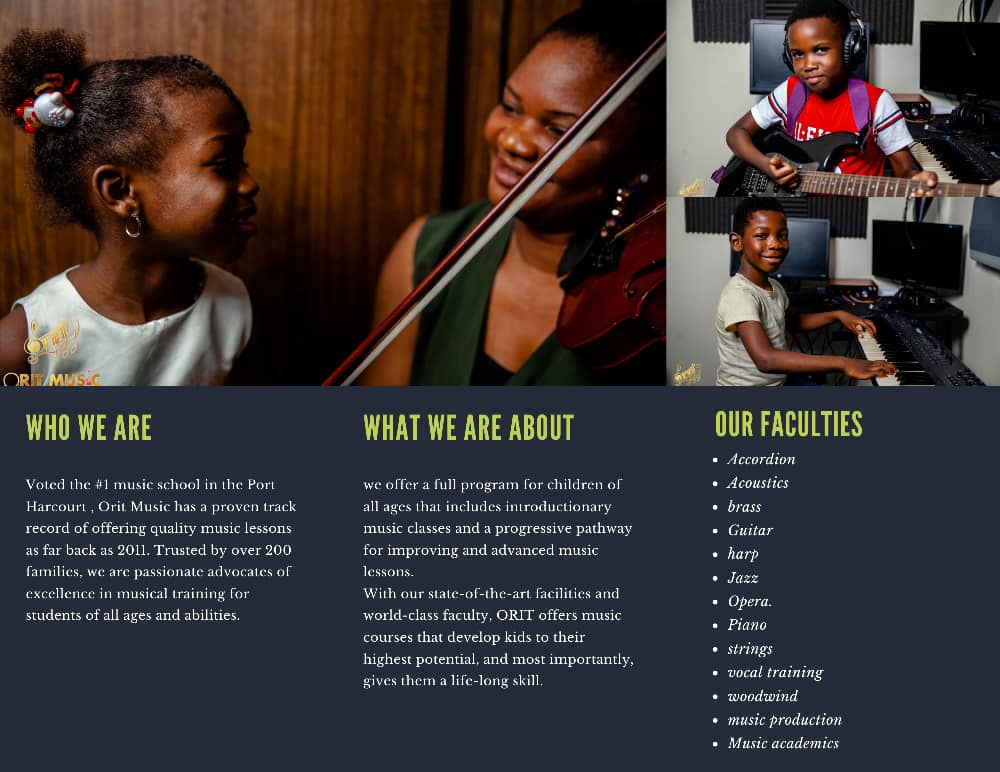 ORIT MUSIC
WHO WE ARE
Voted the #1 music school in the Port
Harcourt , Orit Music has a proven track
record of offering quality music lessons
as far back as 2011. Trusted by over 200
families, we are passionate advocates of
excellence in musical training for
students of all ages and abilities.
WHAT WE ARE ABOUT
we offer a full program for children of
all ages that includes introductionary
music classes and a progressive pathway
for improving and advanced music
lessons.
With our state-of-the-art facilities and
world-class faculty, ORIT offers music
courses that develop kids to their
highest potential, and most importantly,
gives them a life-long skill.
OUR FACULTIES
• Accordion
• Acoustics
• brass
• Guitar
• harp
• Jazz
• Opera.
• Piano
• strings
• vocal training
• woodwind
• music production
• Music academics